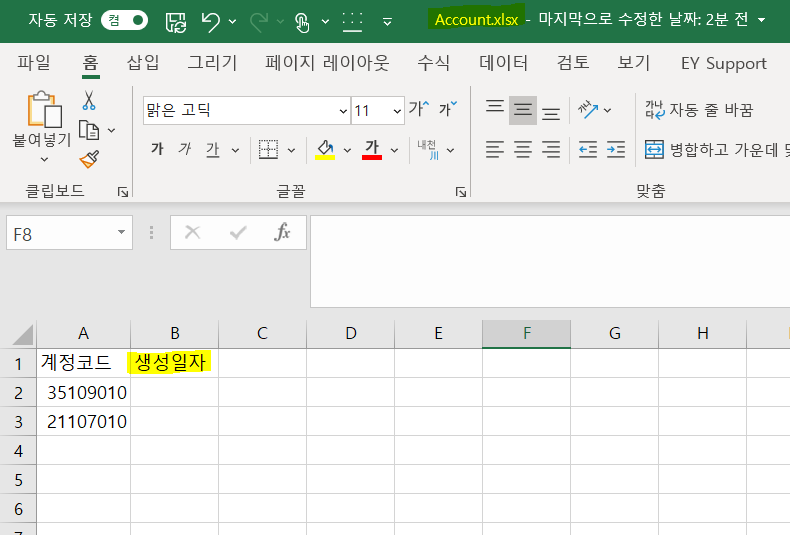 자동 저장 켬 Account.xlsx - 마지막으로 수정한 날짜: 2분 전
파일 홈 삽입 그리기 페이지 레이아웃 수식 데이터 검토 보기 EY Support
붙여넣기
맑은 고딕 11 가 가
가 가 가 가 내천 川
가나 다 자동 줄 바꿈
병합하고 가운데 맞
클립보드 글꼴 맞춤
F8 fx
A B C D E F G H
1 계정코드 생성일자
2 35109010
3 21107010
4
5
6